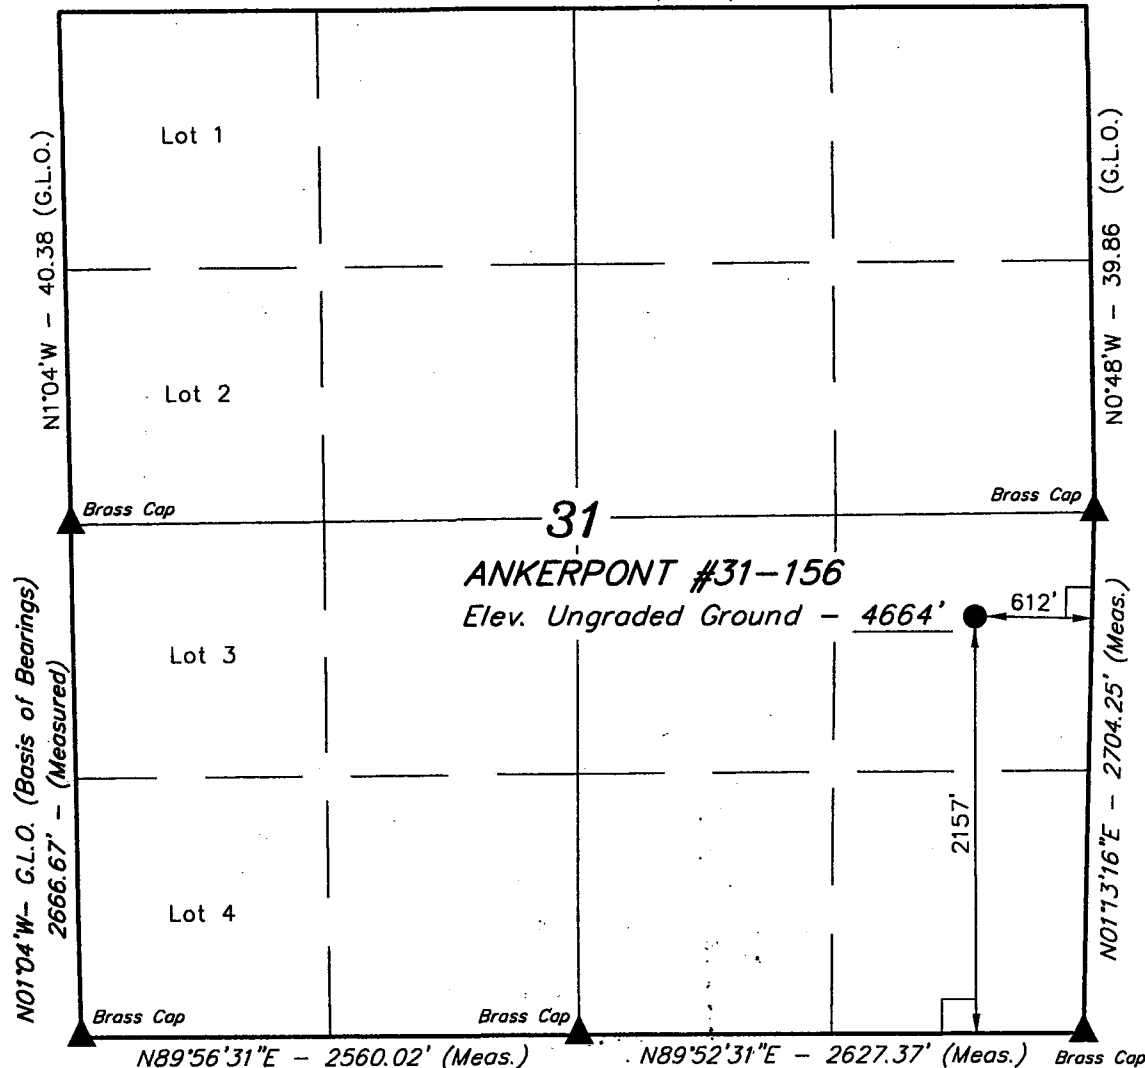 Lot 1
N1°04'W - 40.38 (G.L.O.)
N0°48'W - 39.86 (G.L.O.)
Lot 2
Brass Cap
Brass Cap
31
ANKERPONT #31-156
Elev. Ungraded Ground - 4664'
612'
Lot 3
N01°04'W- G.L.O. (Basis of Bearings)
2666.67' - (Measured)
N01°13'16"E - 2704.25' (Meas.)
2157'
Lot 4
Brass Cap
Brass Cap
N89°56'31"E - 2560.02' (Meas.)
N89°52'31"E - 2627.37' (Meas.)
Brass Cap